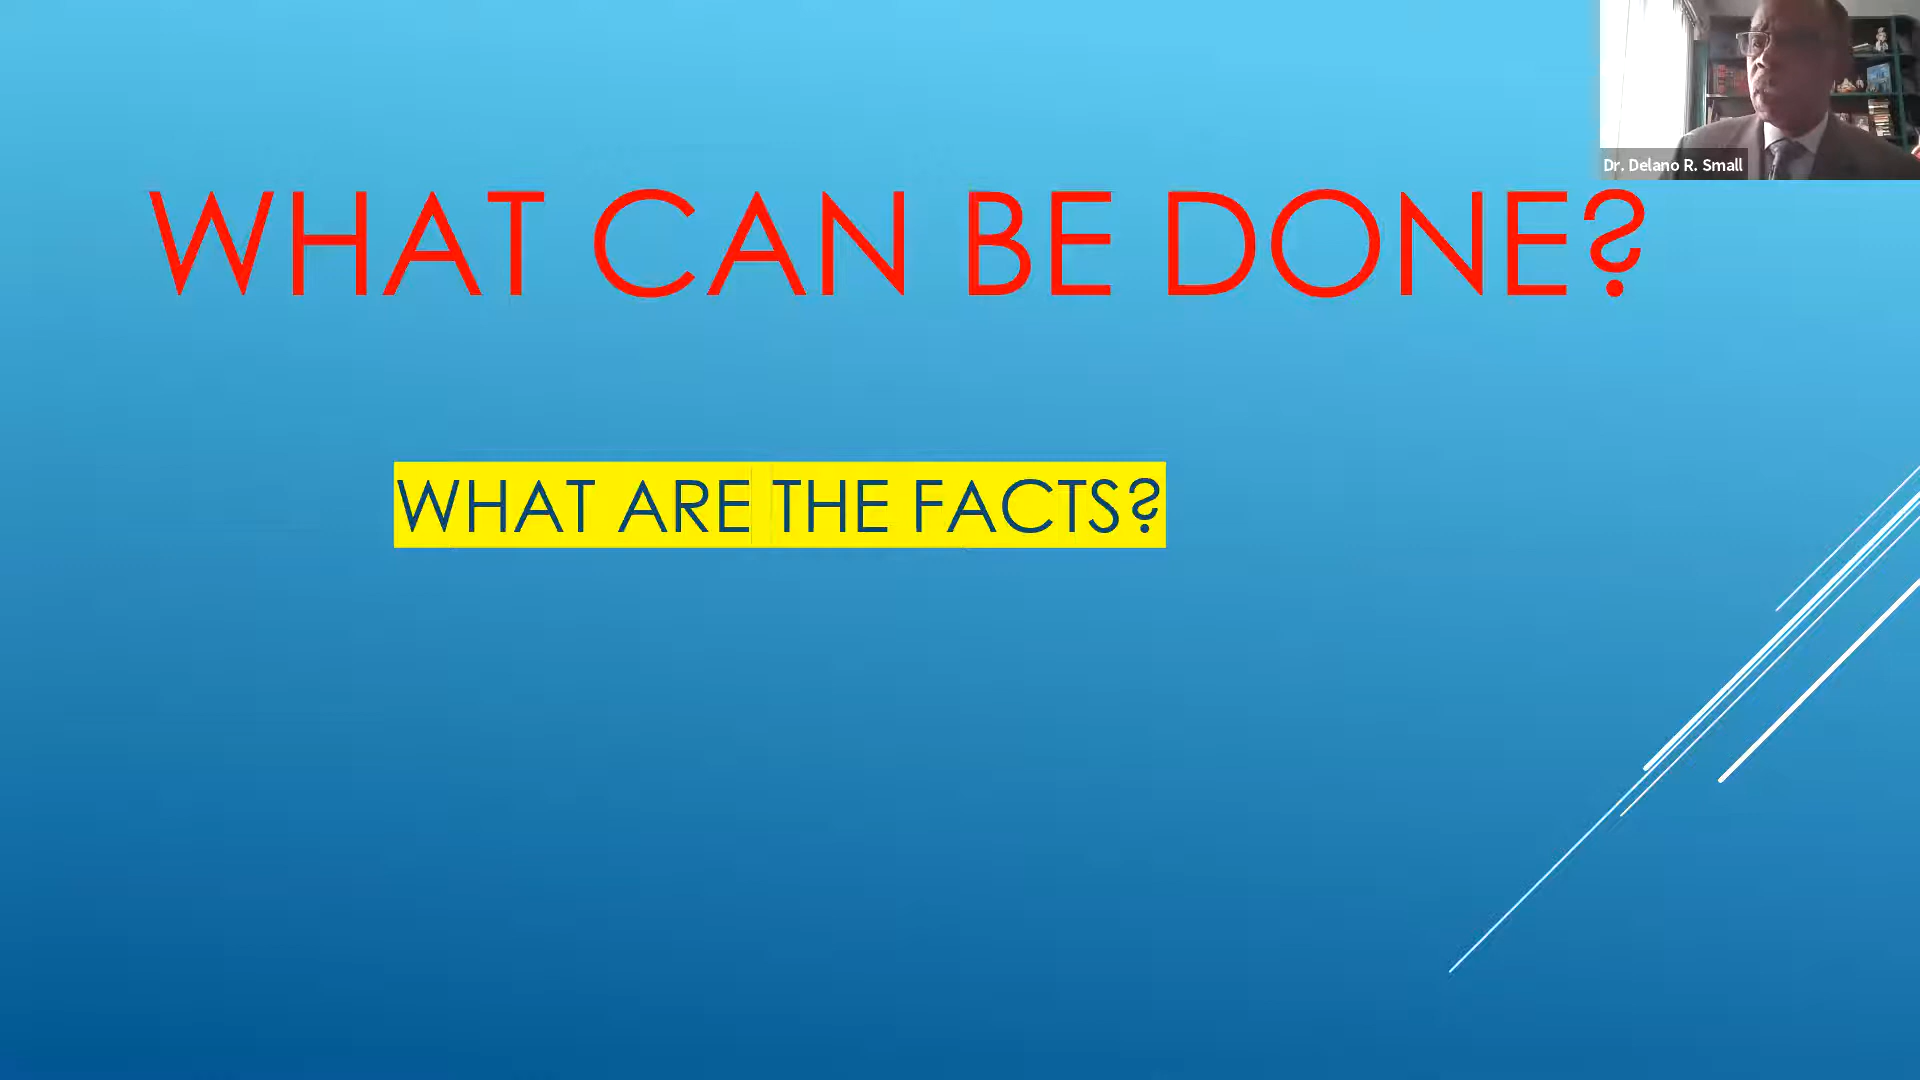 Dr. Delano R. Small
WHAT CAN BE DONE?
WHAT ARE THE FACTS?